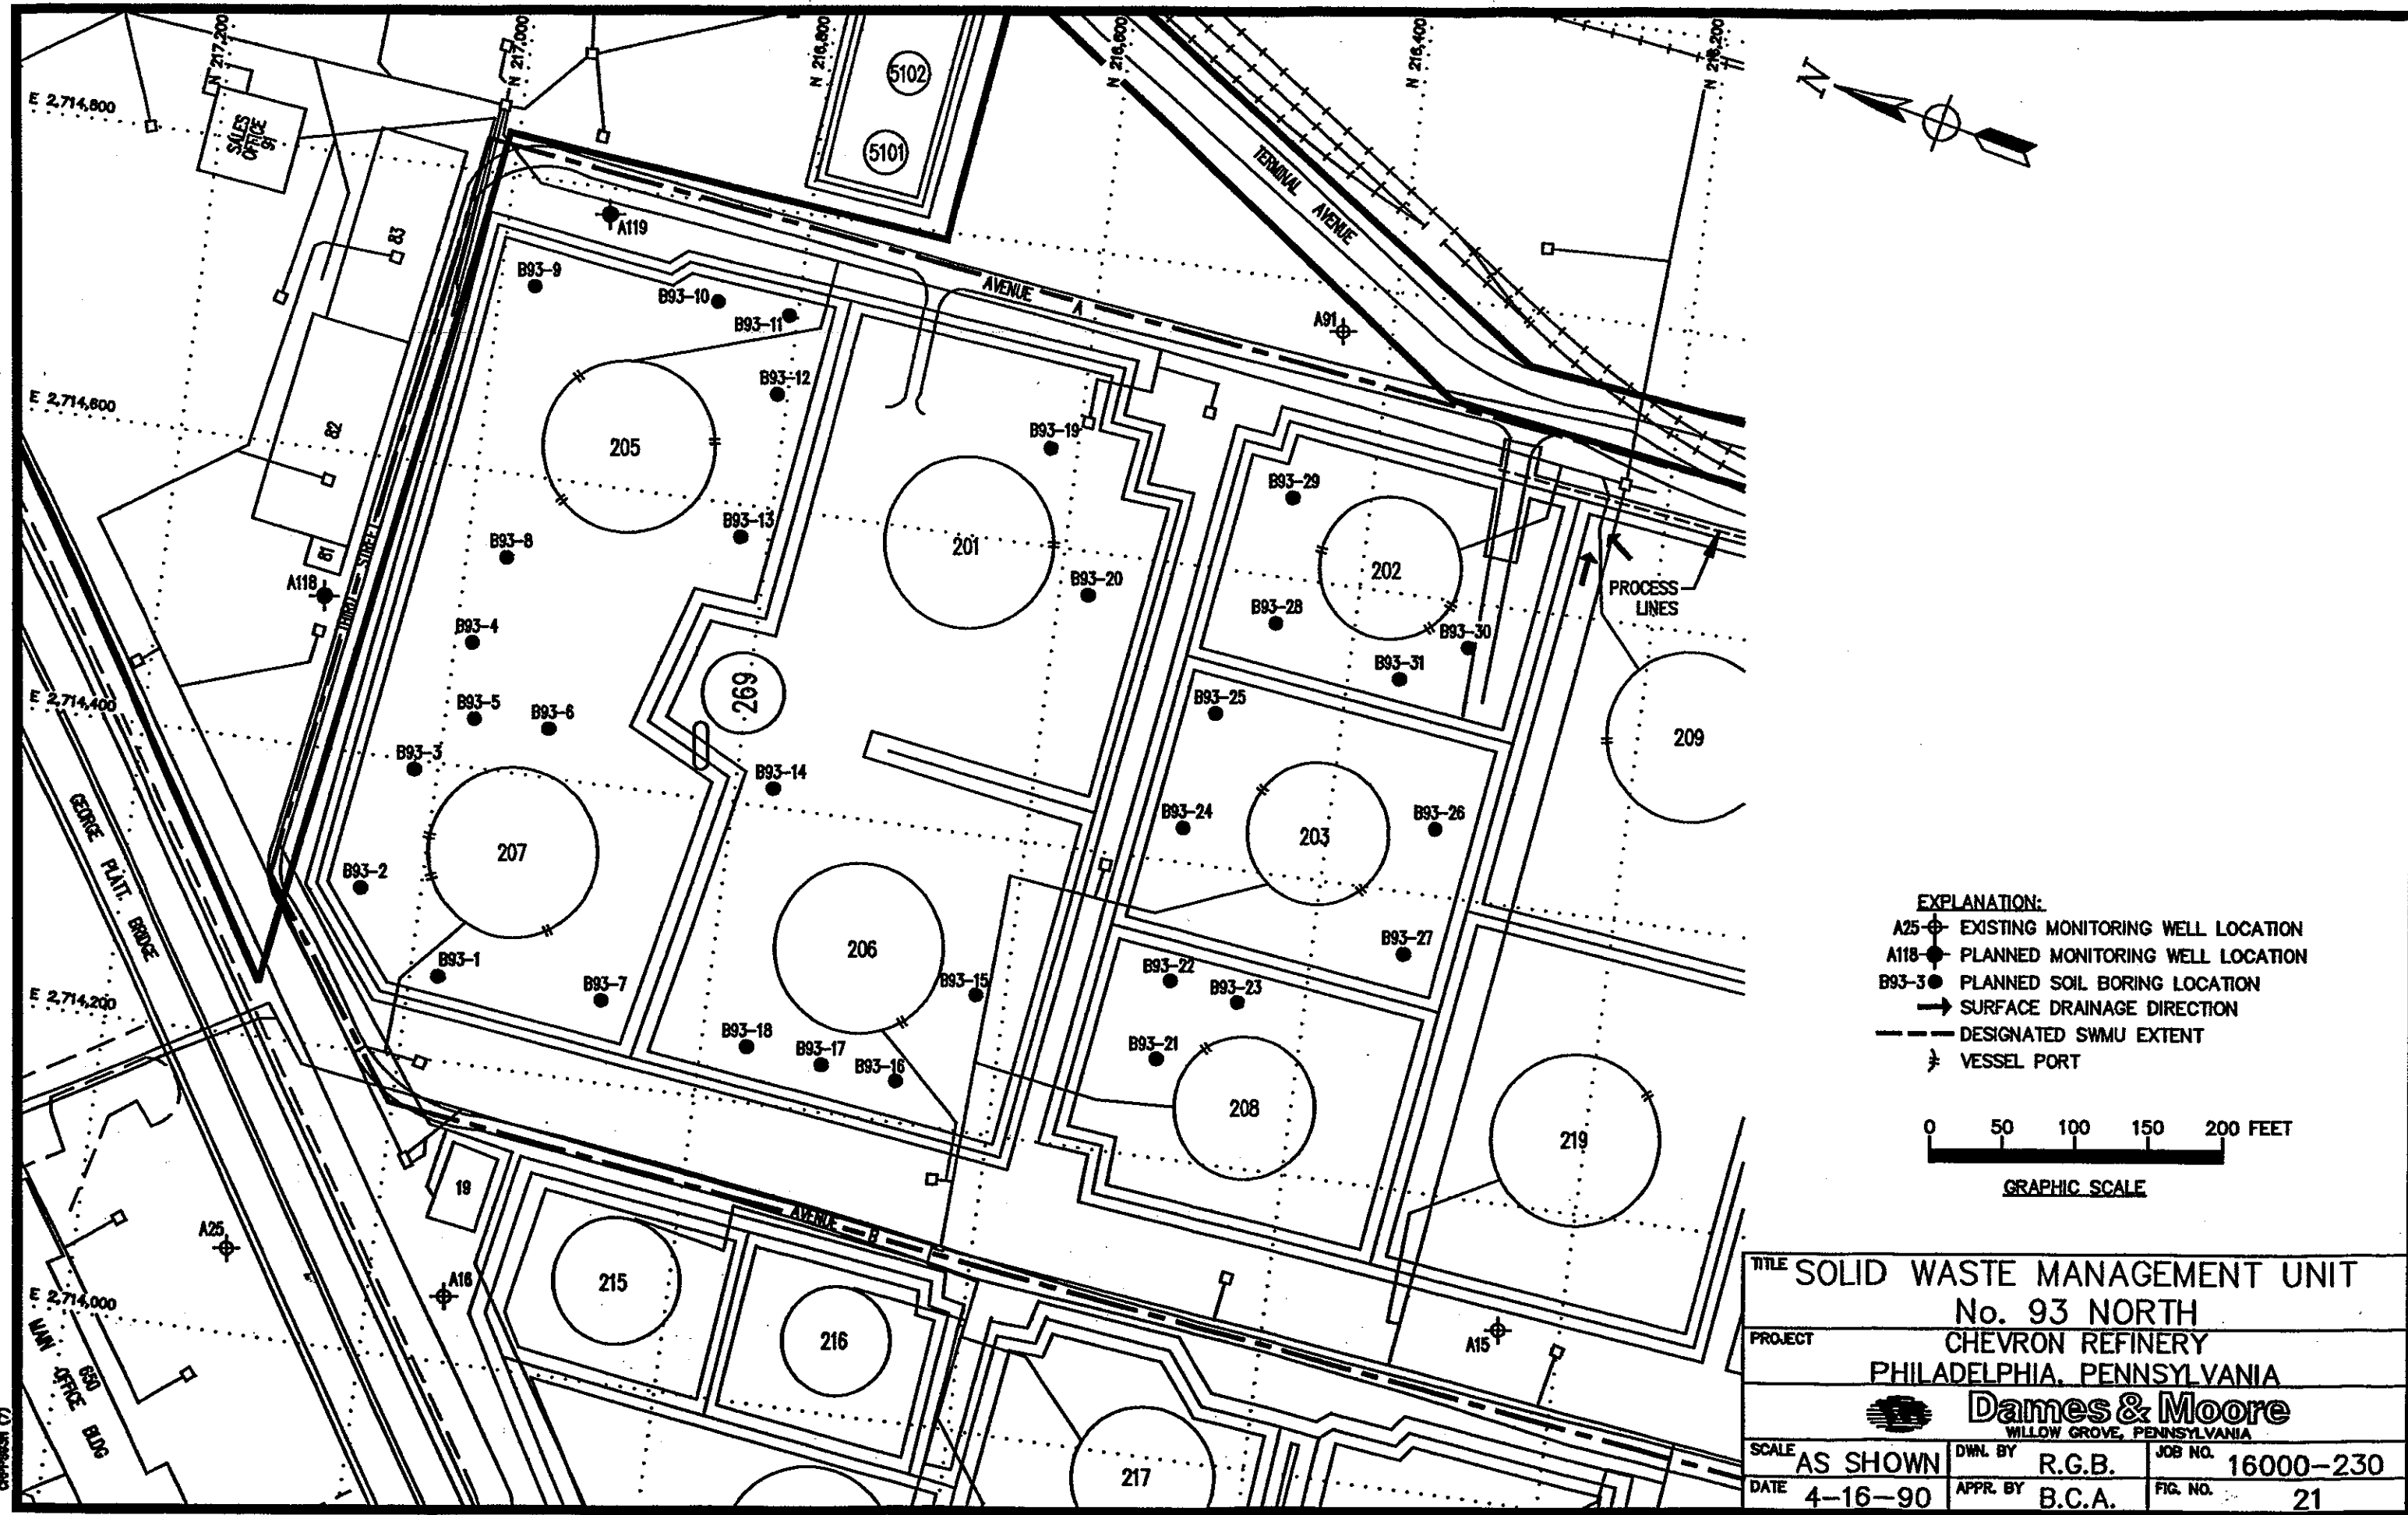 N 217,200
N 217,000
N 216,800
N 216,600
N 216,400
N 216,200
N
E 2,714,800
E 2,714,600
E 2,714,400
E 2,714,200
E 2,714,000
SALES
OFFICE
91
5102
5101
TERMINAL AVENUE
83
82
81
A119
A118
THIRD STREET
AVENUE A
A91
B93-9
B93-10
B93-11
B93-12
205
B93-13
B93-8
B93-4
B93-5
B93-6
B93-3
207
B93-2
B93-1
B93-7
201
B93-19
B93-20
269
B93-14
206
B93-15
B93-18
B93-17
B93-16
B93-29
202
B93-28
B93-30
B93-31
PROCESS
LINES
B93-25
209
B93-24
203
B93-26
B93-27
B93-22
B93-23
B93-21
208
219
GEORGE PLATT. BRIDGE
19
AVENUE B
A25
A16
215
216
217
A15
650
MAIN OFFICE BLDG
EXPLANATION:
A25 EXISTING MONITORING WELL LOCATION
A118 PLANNED MONITORING WELL LOCATION
B93-3 PLANNED SOIL BORING LOCATION
SURFACE DRAINAGE DIRECTION
DESIGNATED SWMU EXTENT
VESSEL PORT
0 50 100 150 200 FEET
GRAPHIC SCALE
TITLE SOLID WASTE MANAGEMENT UNIT
No. 93 NORTH
PROJECT CHEVRON REFINERY
PHILADELPHIA, PENNSYLVANIA
Dames & Moore
WILLOW GROVE, PENNSYLVANIA
SCALE AS SHOWN DWN. BY R.G.B. JOB NO. 16000-230
DATE 4-16-90 APPR. BY B.C.A. FIG. NO. 21